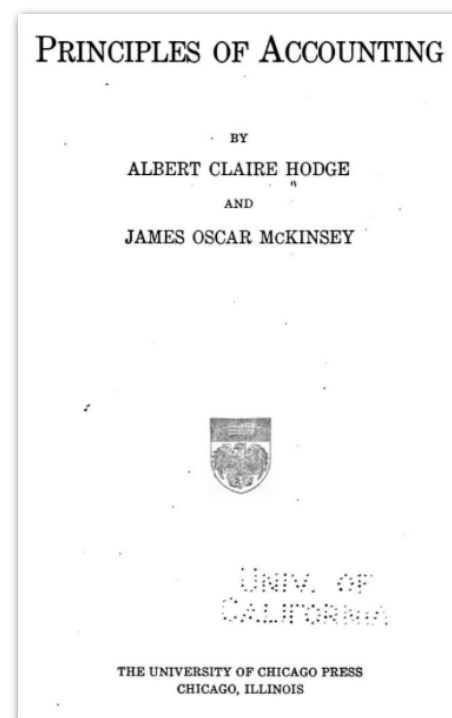 PRINCIPLES OF ACCOUNTING
BY
ALBERT CLAIRE HODGE
AND
JAMES OSCAR McKINSEY
UNIV. OF
CALIFORNIA
THE UNIVERSITY OF CHICAGO PRESS
CHICAGO, ILLINOIS